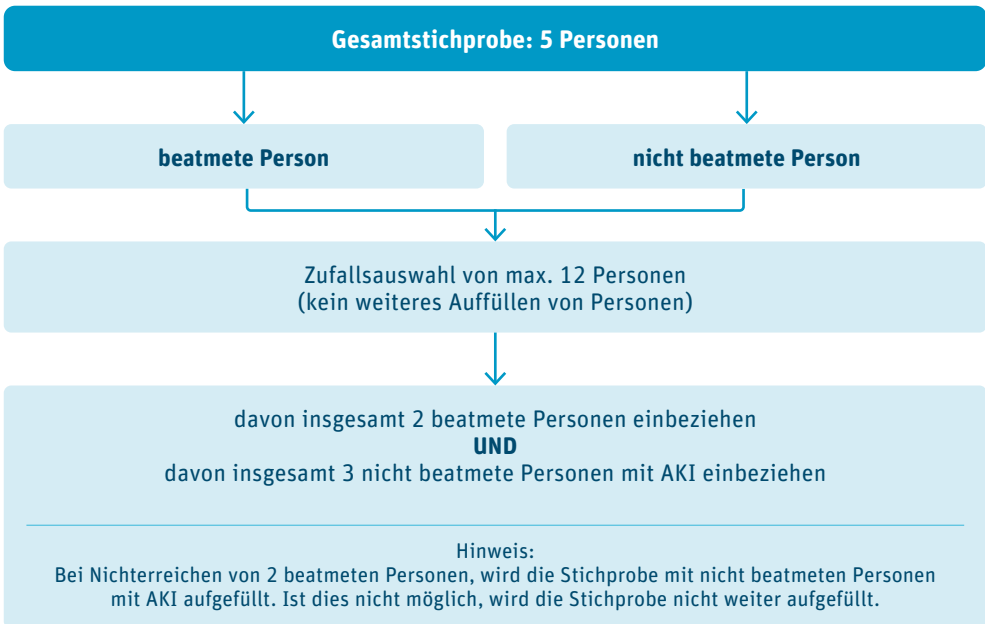 Gesamtstichprobe: 5 Personen
beatmete Person
nicht beatmete Person
Zufallsauswahl von max. 12 Personen
(kein weiteres Auffüllen von Personen)
davon insgesamt 2 beatmete Personen einbeziehen
UND
davon insgesamt 3 nicht beatmete Personen mit AKI einbeziehen
Hinweis:
Bei Nichterreichen von 2 beatmeten Personen, wird die Stichprobe mit nicht beatmeten Personen
mit AKI aufgefüllt. Ist dies nicht möglich, wird die Stichprobe nicht weiter aufgefüllt.